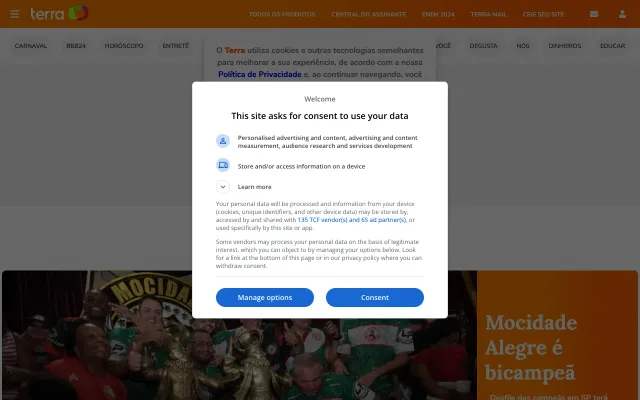 terra
TODOS OS PRODUTOS CENTRAL DO ASSINANTE ENEM 2024 TERRA MAIL CRIE SEU SITE
CARNAVAL BBB24 HORÓSCOPO ENTRETÊ VOCÊ DEGUSTA NÓS DINHEIROS EDUCAR
O Terra utiliza cookies e outras tecnologias semelhantes
para melhorar a sua experiência, de acordo com a nossa
Política de Privacidade e, ao continuar navegando, você
Welcome
This site asks for consent to use your data
Personalised advertising and content, advertising and content
measurement, audience research and services development
Store and/or access information on a device
Learn more
Your personal data will be processed and information from your device
(cookies, unique identifiers, and other device data) may be stored by,
accessed by and shared with 135 TCF vendor(s) and 65 ad partner(s), or
used specifically by this site or app.
Some vendors may process your personal data on the basis of legitimate
interest, which you can object to by managing your options below. Look
for a link at the bottom of this page or in our privacy policy where you can
withdraw consent.
Manage options Consent
MOCIDADE
Mocidade
Alegre é
bicampeã
Desfile das campeãs em SP terá